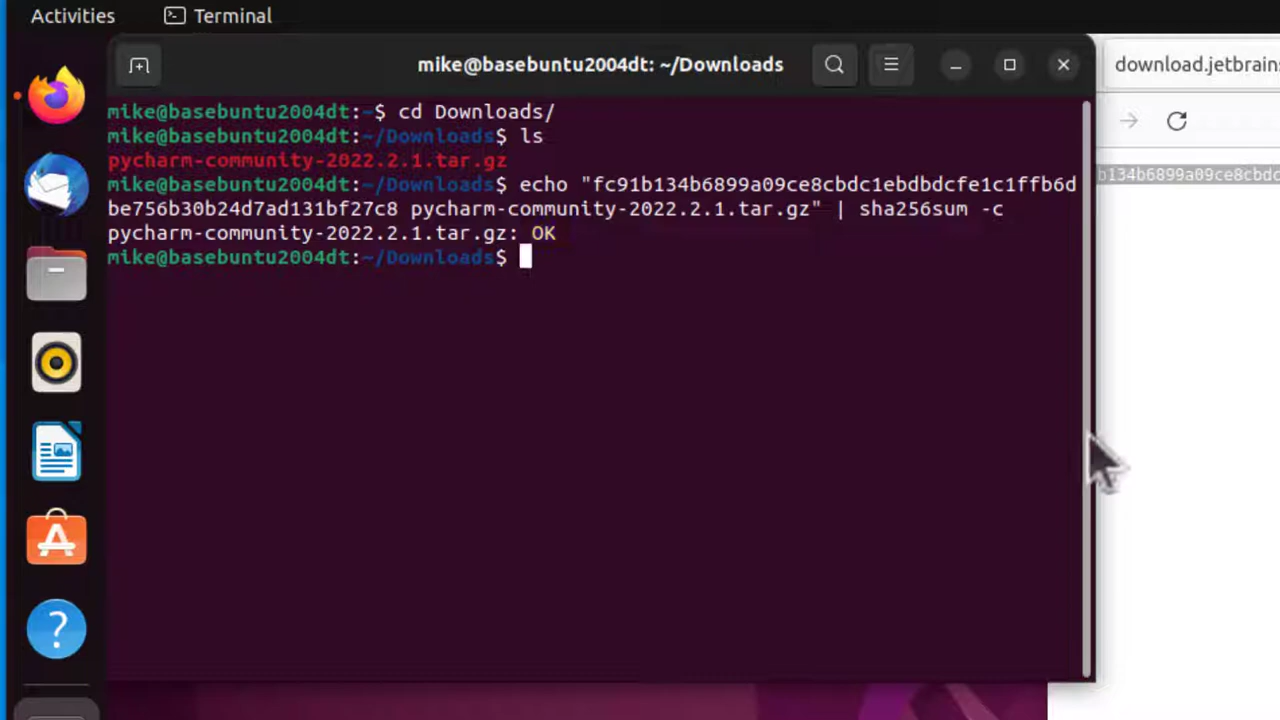 Activities
Terminal
mike@basebuntu2004dt: ~/Downloads
download.jetbrains
mike@basebuntu2004dt:~$ cd Downloads/
mike@basebuntu2004dt:~/Downloads$ ls
pycharm-community-2022.2.1.tar.gz
mike@basebuntu2004dt:~/Downloads$ echo "fc91b134b6899a09ce8cbdc1ebdbdcfe1c1ffb6d
be756b30b24d7ad131bf27c8 pycharm-community-2022.2.1.tar.gz" | sha256sum -c
pycharm-community-2022.2.1.tar.gz: OK
mike@basebuntu2004dt:~/Downloads$
b134b6899a09ce8cbdc